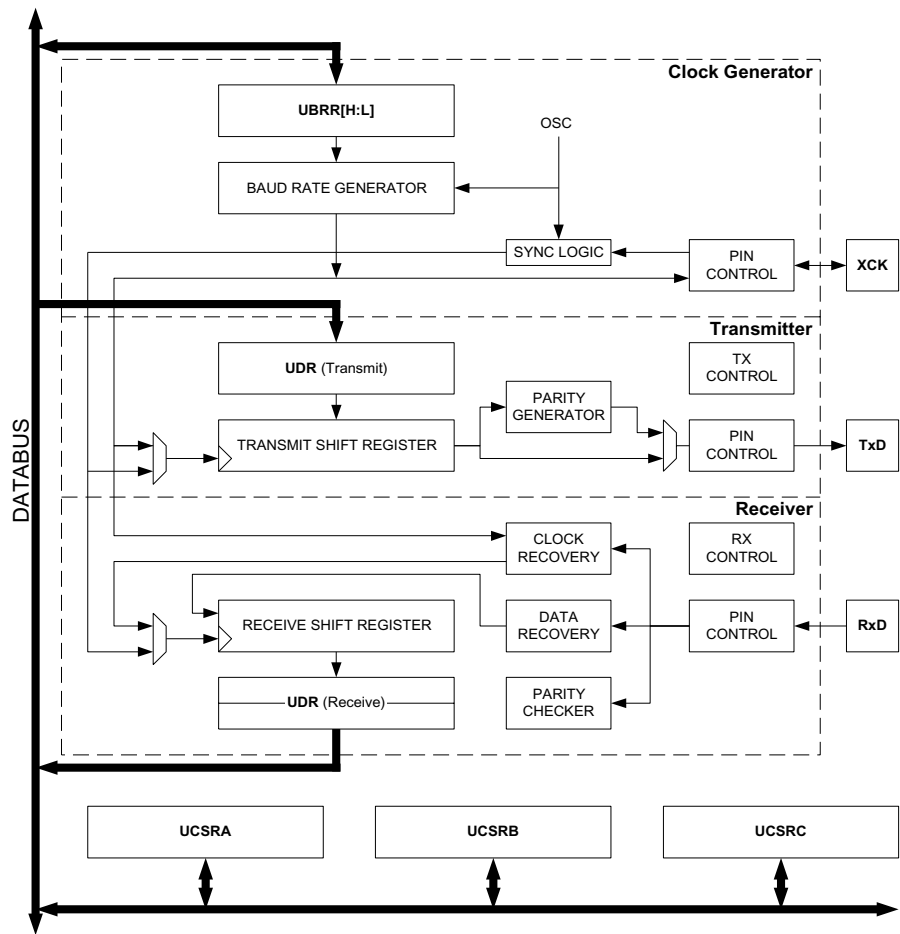 Clock Generator
UBRR[H:L]
OSC
BAUD RATE GENERATOR
SYNC LOGIC
PIN
CONTROL
XCK
Transmitter
UDR (Transmit)
TX
CONTROL
PARITY
GENERATOR
TRANSMIT SHIFT REGISTER
PIN
CONTROL
TxD
DATABUS
Receiver
CLOCK
RECOVERY
RX
CONTROL
RECEIVE SHIFT REGISTER
DATA
RECOVERY
PIN
CONTROL
RxD
UDR (Receive)
PARITY
CHECKER
UCSRA
UCSRB
UCSRC